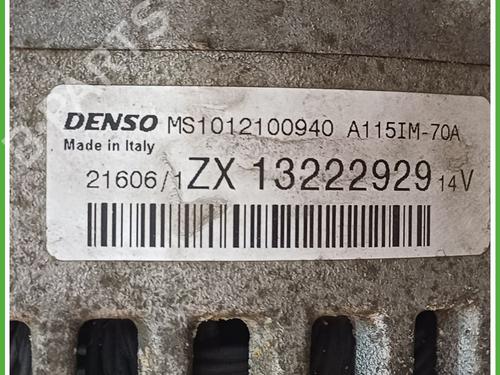 DENSO MS1012100940 A115IM-70A
Made in Italy
21606/1 ZX 13222929 14V